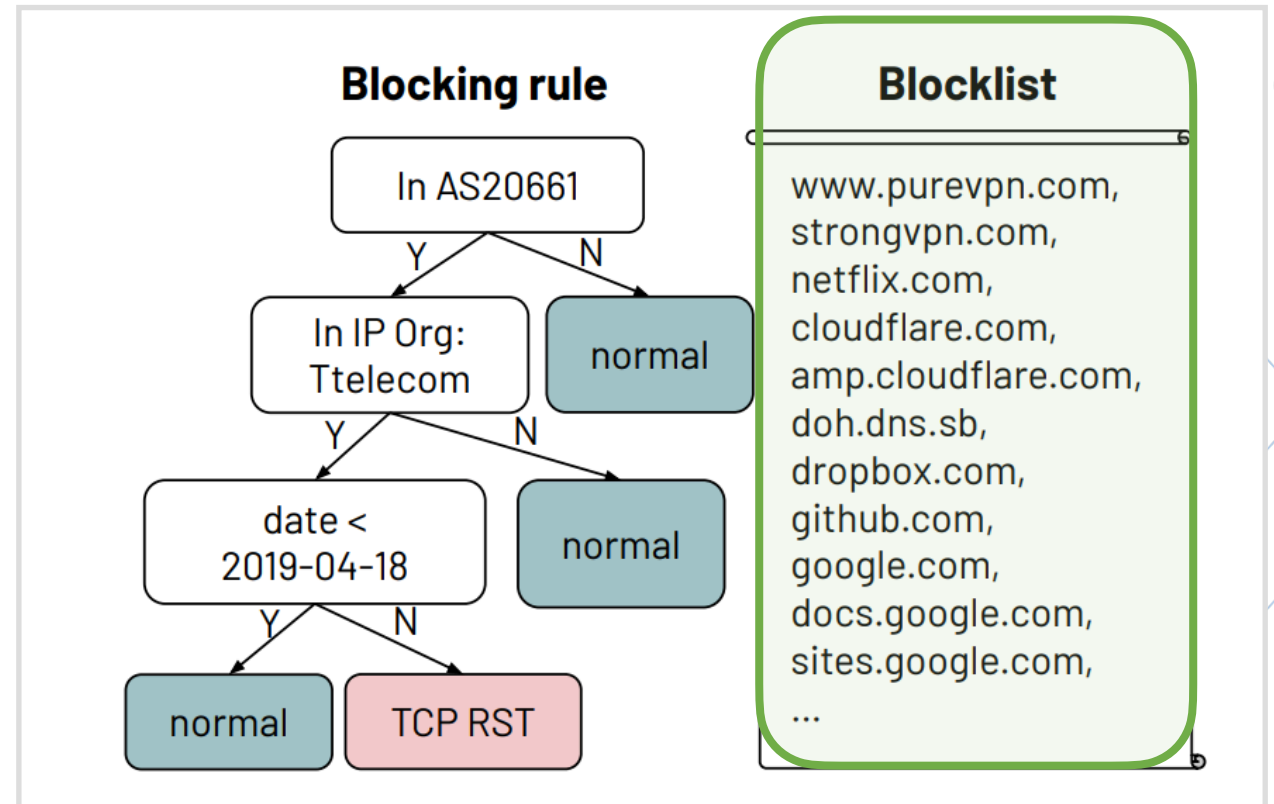 Blocking rule
In AS20661
Y
N
In IP Org:
Ttelecom
normal
Y
N
date <
2019-04-18
normal
Y
N
normal
TCP RST
Blocklist
www.purevpn.com,
strongvpn.com,
netflix.com,
cloudflare.com,
amp.cloudflare.com,
doh.dns.sb,
dropbox.com,
github.com,
google.com,
docs.google.com,
sites.google.com,
...